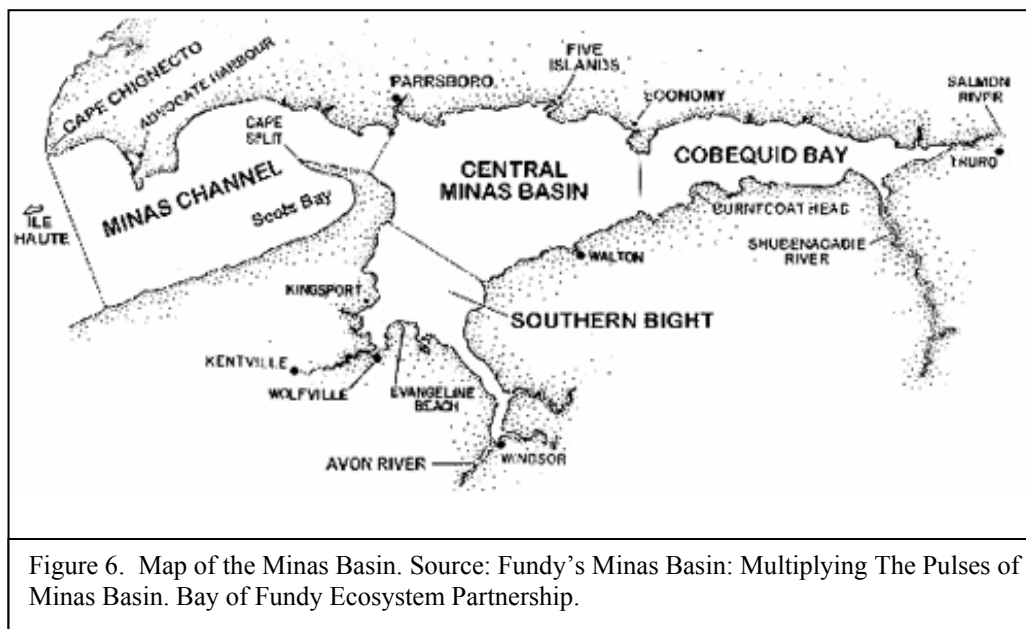 CAPE CHIGNECTO
ADVOCATE HARBOUR
CAPE
SPLIT
PARRSBORO
FIVE
ISLANDS
ECONOMY
SALMON
RIVER
TRURO
COBEQUID BAY
CENTRAL
MINAS BASIN
MINAS CHANNEL
Scots Bay
ILE
HAUTE
BURNTCOAT HEAD
SHUBENACADIE
RIVER
WALTON
KINGSPORT
SOUTHERN BIGHT
KENTVILLE
WOLFVILLE
EVANGELINE
BEACH
AVON RIVER
WINDSOR
Figure 6. Map of the Minas Basin. Source: Fundy’s Minas Basin: Multiplying The Pulses of
Minas Basin. Bay of Fundy Ecosystem Partnership.